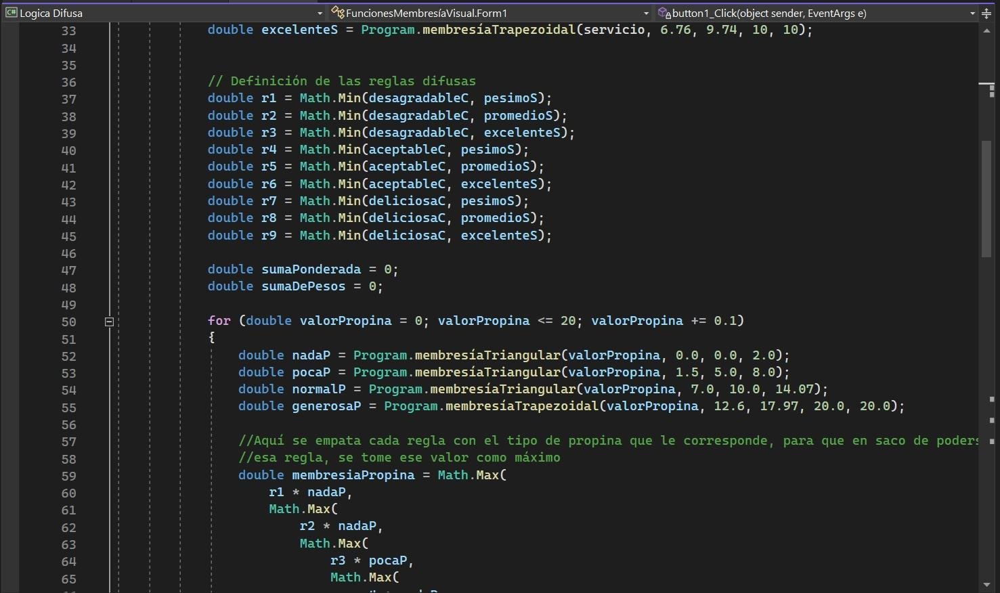 C# Logica Difusa
FuncionesMembresíaVisual.Form1
button1_Click(object sender, EventArgs e)
33 double excelenteS = Program.membresíaTrapezoidal(servicio, 6.76, 9.74, 10, 10);
34
35
36 // Definición de las reglas difusas
37 double r1 = Math.Min(desagradableC, pesimoS);
38 double r2 = Math.Min(desagradableC, promedioS);
39 double r3 = Math.Min(desagradableC, excelenteS);
40 double r4 = Math.Min(aceptableC, pesimoS);
41 double r5 = Math.Min(aceptableC, promedioS);
42 double r6 = Math.Min(aceptableC, excelenteS);
43 double r7 = Math.Min(deliciosaC, pesimoS);
44 double r8 = Math.Min(deliciosaC, promedioS);
45 double r9 = Math.Min(deliciosaC, excelenteS);
46
47 double sumaPonderada = 0;
48 double sumaDePesos = 0;
49
50 for (double valorPropina = 0; valorPropina <= 20; valorPropina += 0.1)
51 {
52 double nadaP = Program.membresíaTriangular(valorPropina, 0.0, 0.0, 2.0);
53 double pocaP = Program.membresíaTriangular(valorPropina, 1.5, 5.0, 8.0);
54 double normalP = Program.membresíaTriangular(valorPropina, 7.0, 10.0, 14.07);
55 double generosaP = Program.membresíaTrapezoidal(valorPropina, 12.6, 17.97, 20.0, 20.0);
56
57 //Aquí se empata cada regla con el tipo de propina que le corresponde, para que en saco de poders
58 //esa regla, se tome ese valor como máximo
59 double membresiaPropina = Math.Max(
60 r1 * nadaP,
61 Math.Max(
62 r2 * nadaP,
63 Math.Max(
64 r3 * pocaP,
65 Math.Max(